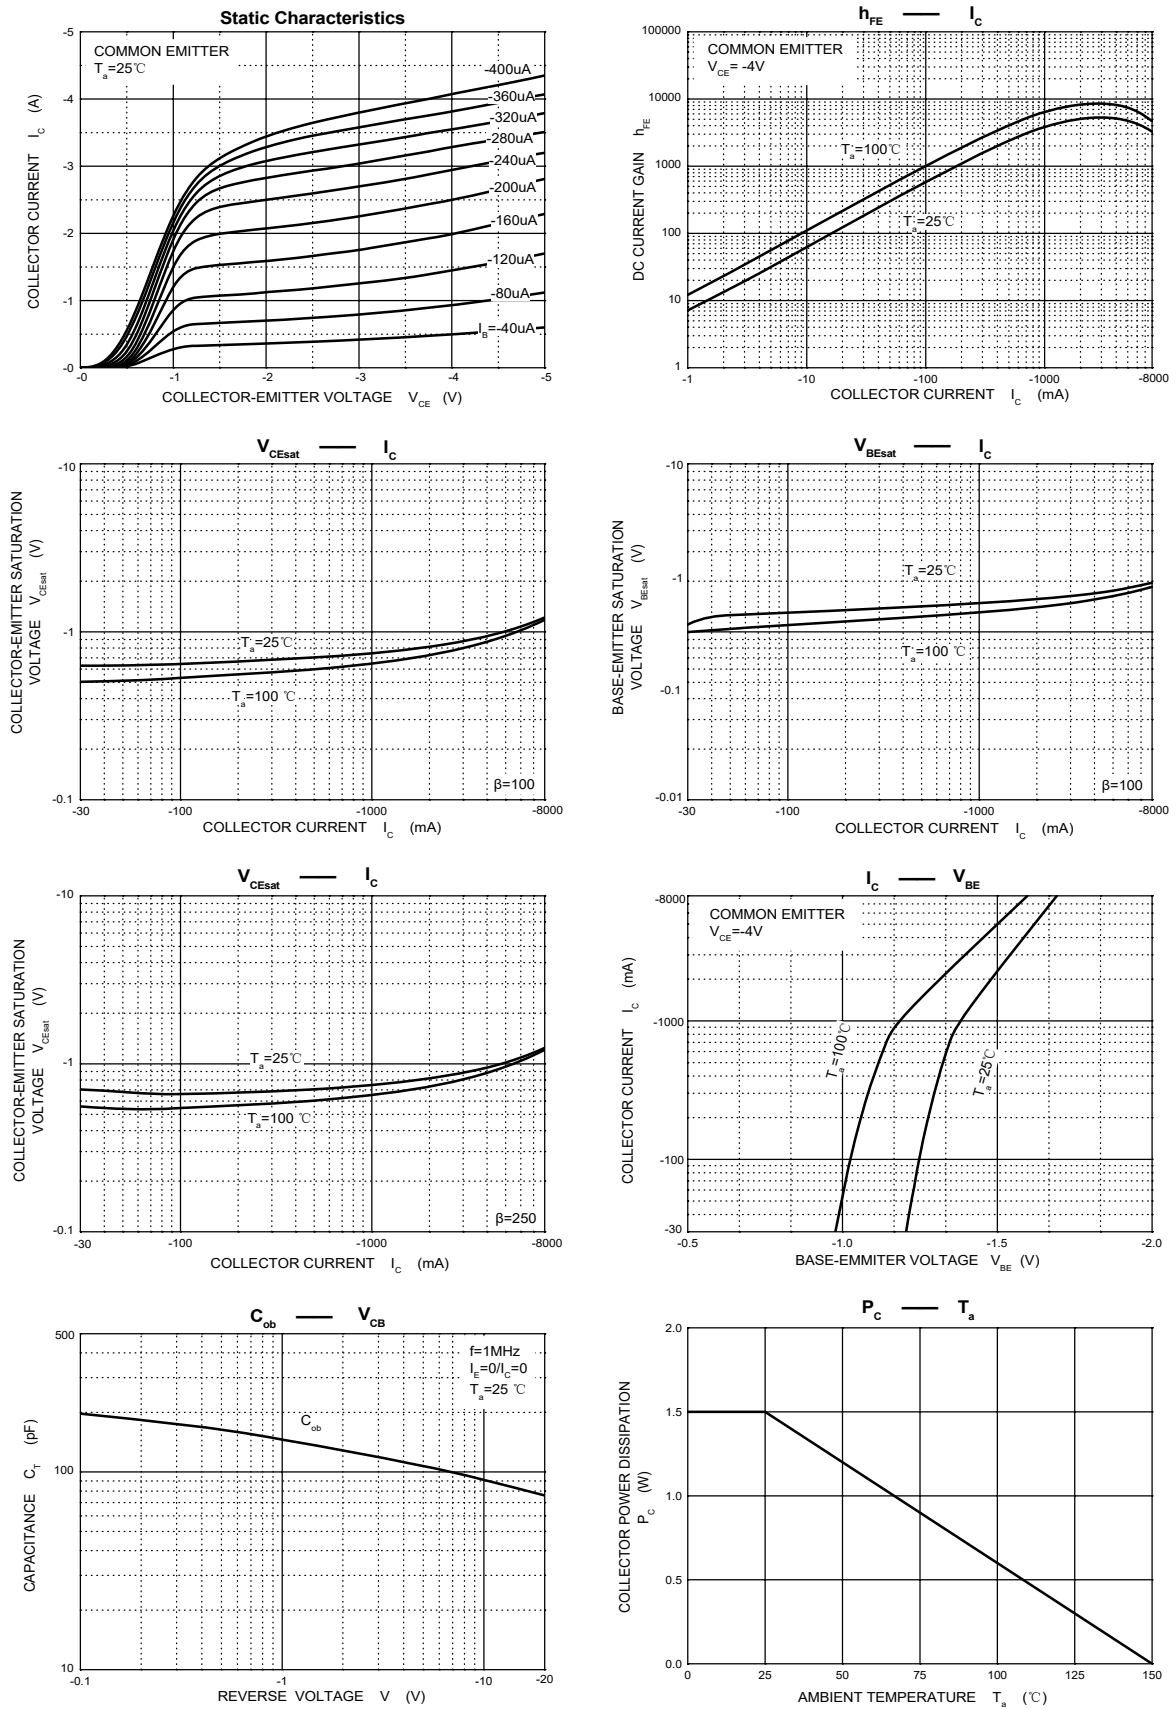 Static Characteristics
-5
-4
-3
-2
-1
-0
COLLECTOR CURRENT IC (A)
COMMON EMITTER
Ta=25℃
-400uA
-360uA
-320uA
-280uA
-240uA
-200uA
-160uA
-120uA
-80uA
IB=-40uA
-0 -1 -2 -3 -4 -5
COLLECTOR-EMITTER VOLTAGE VCE (V)
hFE — IC
100000
10000
1000
100
10
1
DC CURRENT GAIN hFE
COMMON EMITTER
VCE= -4V
Ta=100℃
Ta=25℃
-1 -10 -100 -1000 -8000
COLLECTOR CURRENT IC (mA)
VCEsat — IC
-10
-1
-0.1
COLLECTOR-EMITTER SATURATION
VOLTAGE VCEsat (V)
Ta=25℃
Ta=100 ℃
β=100
-30 -100 -1000 -8000
COLLECTOR CURRENT IC (mA)
VBEsat — IC
-10
-1
-0.1
-0.01
BASE-EMITTER SATURATION
VOLTAGE VBEsat (V)
Ta=25℃
Ta=100 ℃
β=100
-30 -100 -1000 -8000
COLLECTOR CURRENT IC (mA)
VCEsat — IC
-10
-1
-0.1
COLLECTOR-EMITTER SATURATION
VOLTAGE VCEsat (V)
Ta=25℃
Ta=100 ℃
β=250
-30 -100 -1000 -8000
COLLECTOR CURRENT IC (mA)
IC — VBE
-8000
-1000
-100
-30
COLLECTOR CURRENT IC (mA)
COMMON EMITTER
VCE=-4V
Ta=100℃
Ta=25℃
-0.5 -1.0 -1.5 -2.0
BASE-EMMITER VOLTAGE VBE (V)
Cob — VCB
500
100
10
CAPACITANCE CT (pF)
f=1MHz
IE=0/IC=0
Ta=25 ℃
Cob
-0.1 -1 -10 -20
REVERSE VOLTAGE V (V)
PC — Ta
2.0
1.5
1.0
0.5
0.0
COLLECTOR POWER DISSIPATION
PC (W)
0 25 50 75 100 125 150
AMBIENT TEMPERATURE Ta (℃)